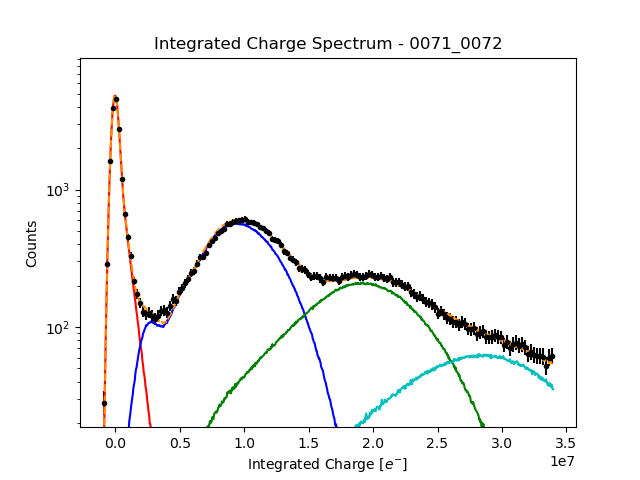 Integrated Charge Spectrum - 0071_0072
Counts
10³
10²
0.0 0.5 1.0 1.5 2.0 2.5 3.0 3.5
1e7
Integrated Charge [e⁻]